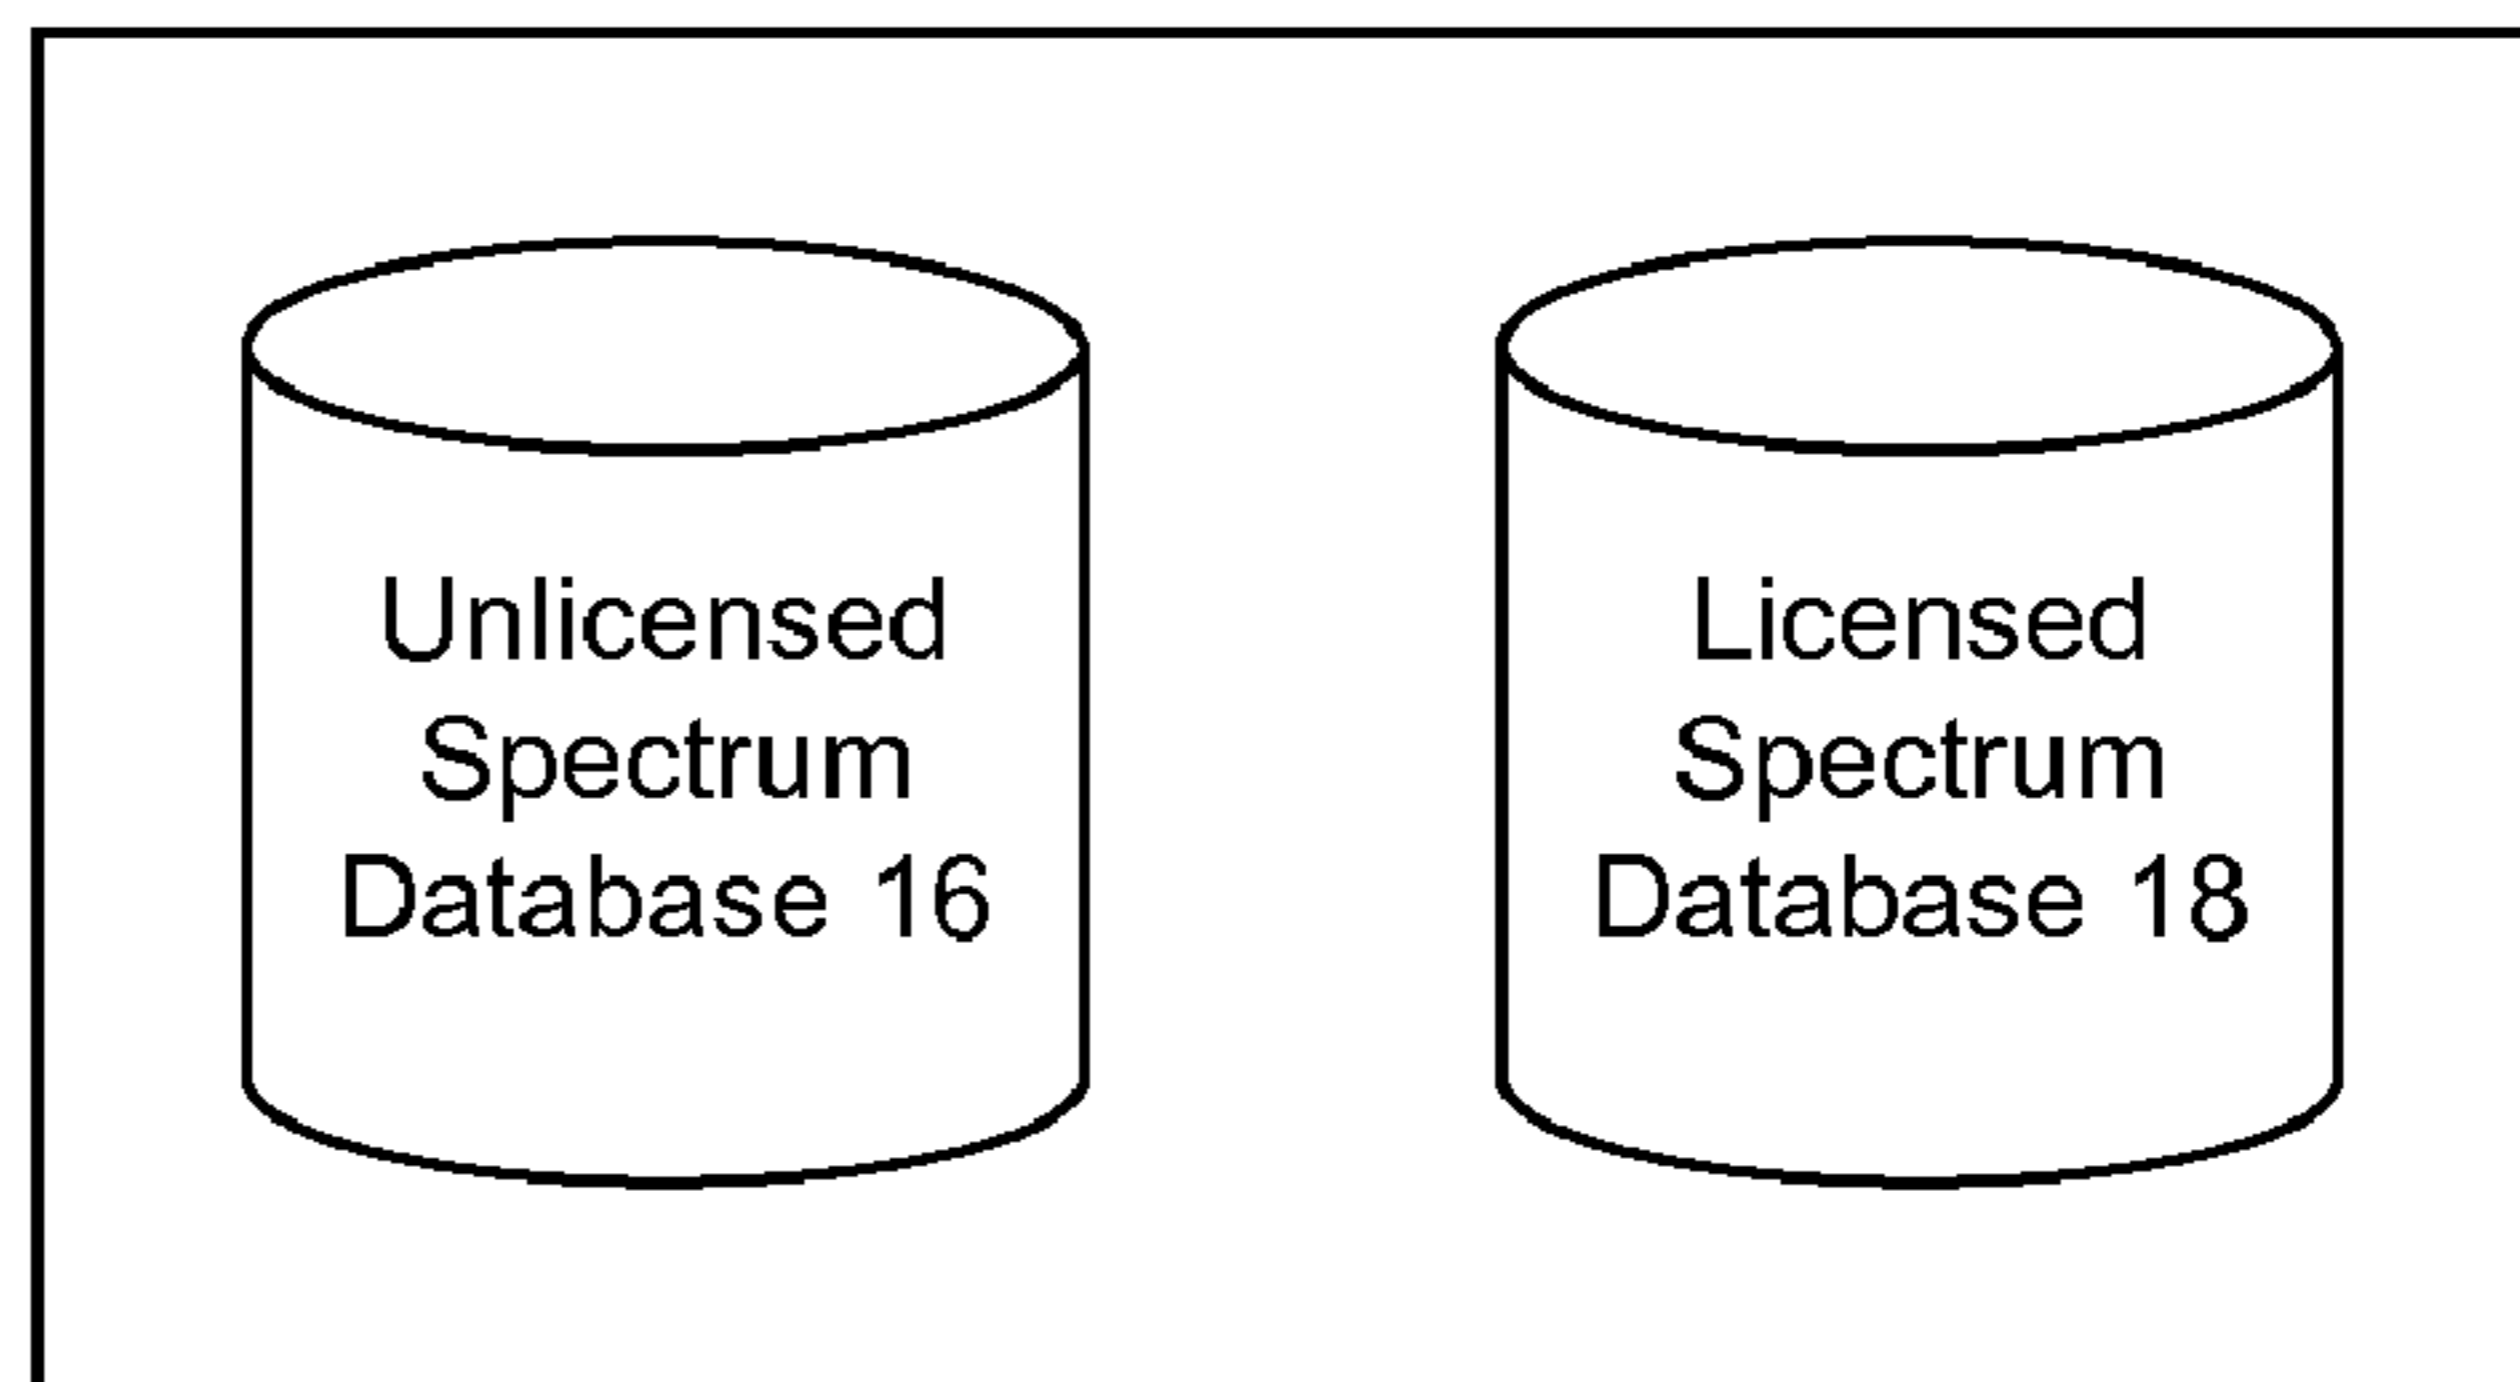 Unlicensed
Spectrum
Database 16
Licensed
Spectrum
Database 18